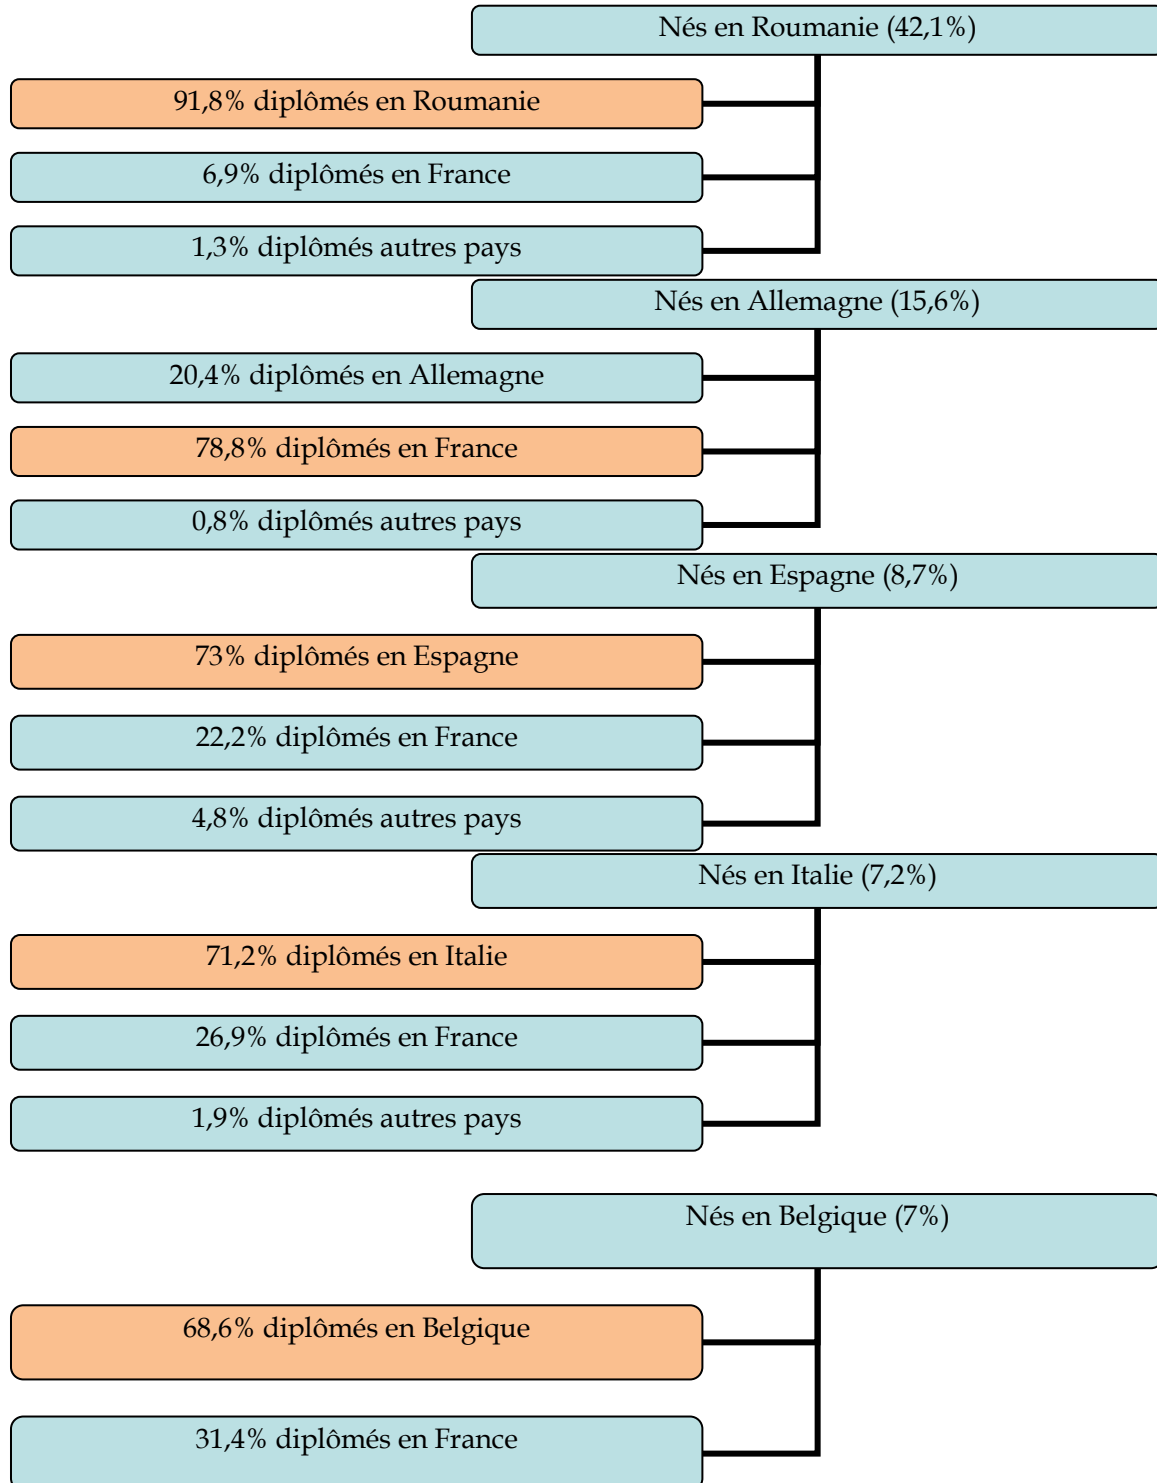 Nés en Roumanie (42,1%)
91,8% diplômés en Roumanie
6,9% diplômés en France
1,3% diplômés autres pays
Nés en Allemagne (15,6%)
20,4% diplômés en Allemagne
78,8% diplômés en France
0,8% diplômés autres pays
Nés en Espagne (8,7%)
73% diplômés en Espagne
22,2% diplômés en France
4,8% diplômés autres pays
Nés en Italie (7,2%)
71,2% diplômés en Italie
26,9% diplômés en France
1,9% diplômés autres pays
Nés en Belgique (7%)
68,6% diplômés en Belgique
31,4% diplômés en France